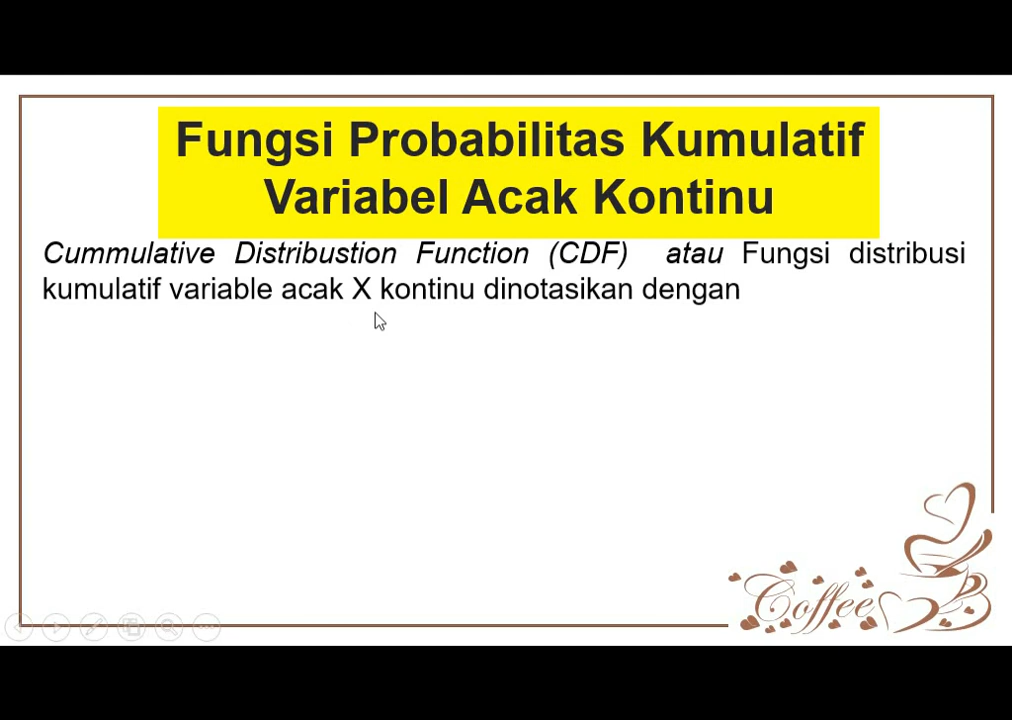 Fungsi Probabilitas Kumulatif
Variabel Acak Kontinu
Cummulative Distribustion Function (CDF) atau Fungsi distribusi
kumulatif variable acak X kontinu dinotasikan dengan
Coffee